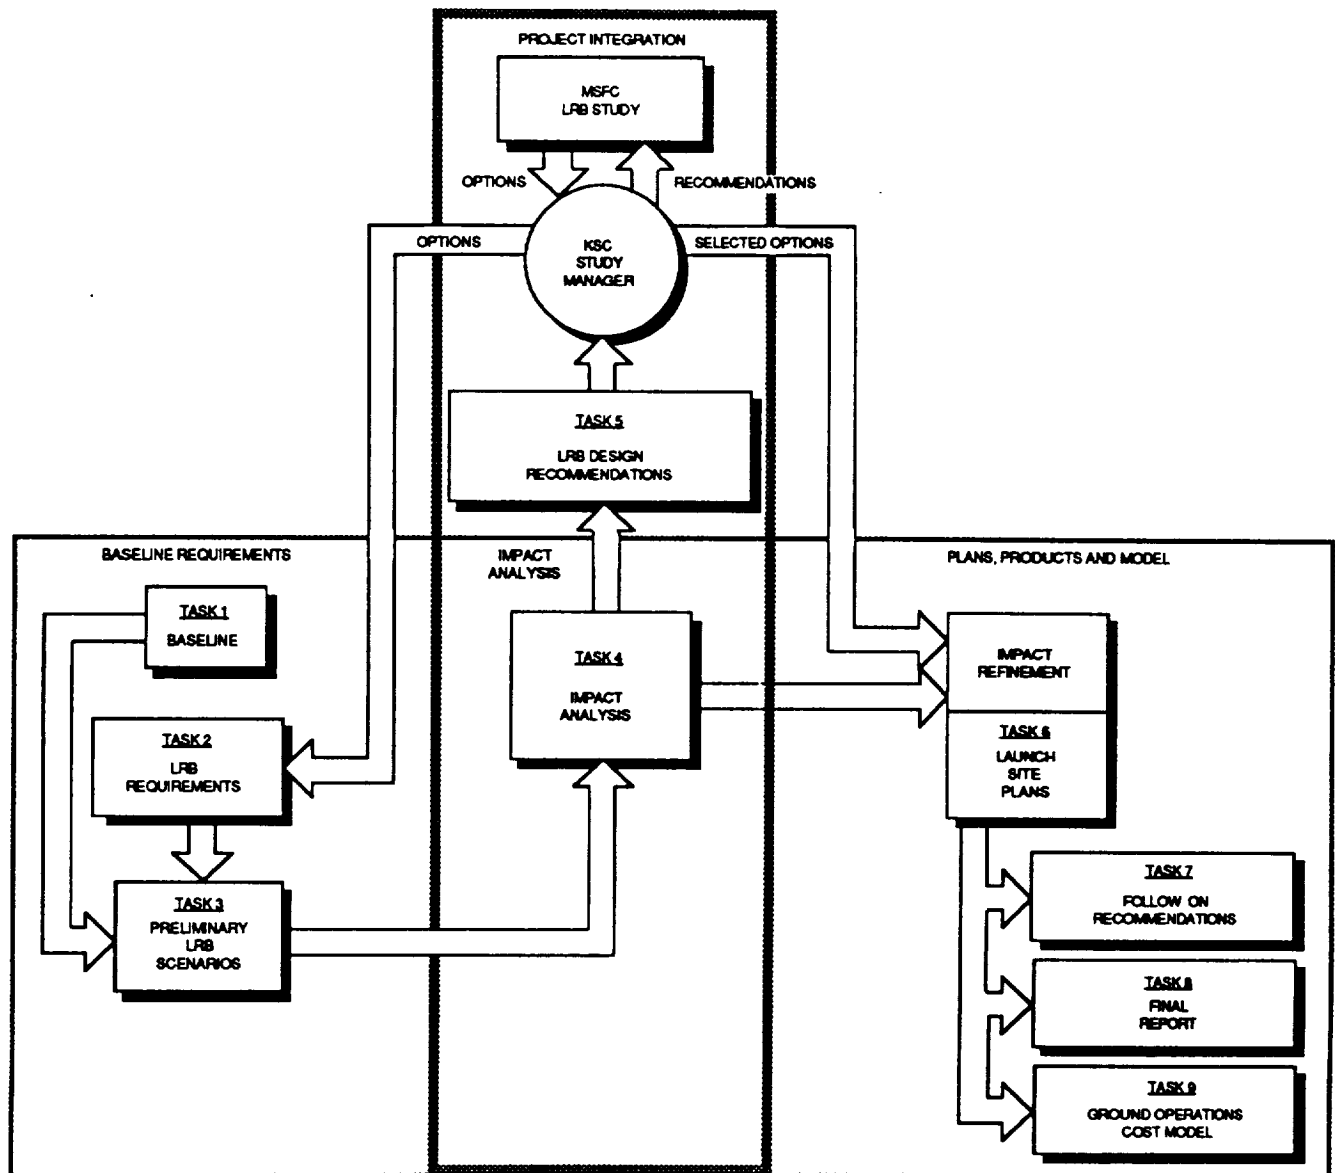 PROJECT INTEGRATION
MSFC
LRB STUDY
OPTIONS
RECOMMENDATIONS
OPTIONS
KSC
STUDY
MANAGER
SELECTED OPTIONS
TASK 5
LRB DESIGN
RECOMMENDATIONS
BASELINE REQUIREMENTS
IMPACT
ANALYSIS
PLANS, PRODUCTS AND MODEL
TASK 1
BASELINE
TASK 2
LRB
REQUIREMENTS
TASK 3
PRELIMINARY
LRB
SCENARIOS
TASK 4
IMPACT
ANALYSIS
IMPACT
REFINEMENT
TASK 6
LAUNCH
SITE
PLANS
TASK 7
FOLLOW ON
RECOMMENDATIONS
TASK 8
FINAL
REPORT
TASK 9
GROUND OPERATIONS
COST MODEL